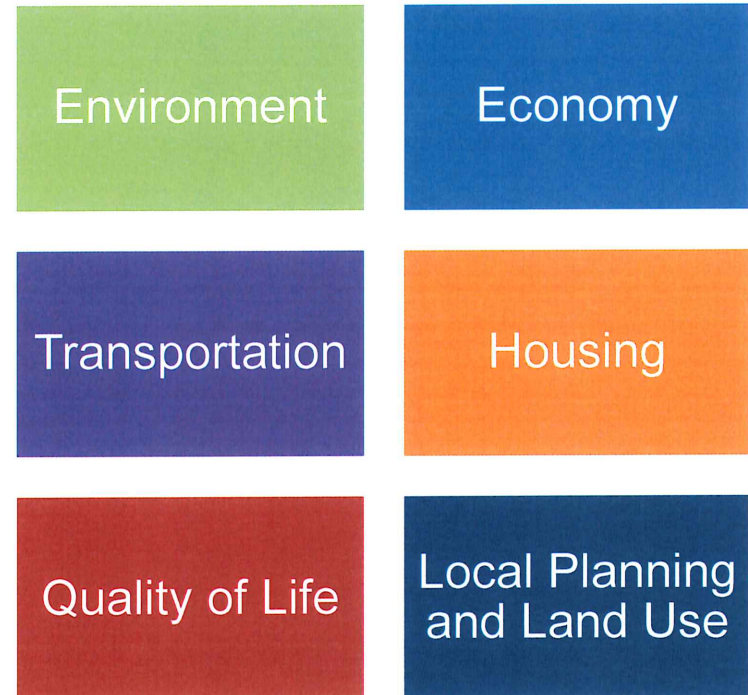 Environment
Economy
Transportation
Housing
Quality of Life
Local Planning
and Land Use